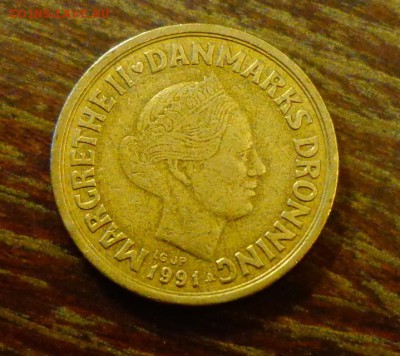 MARGRETHE II ♥ DANMARKS DRONNING
LG JP
1991 A